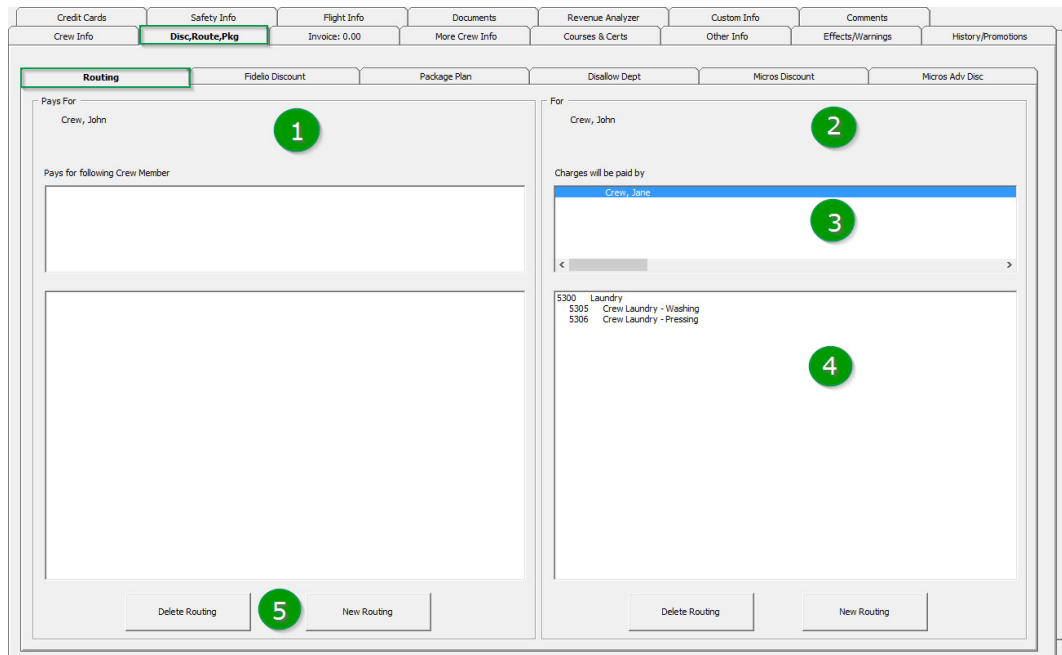 Credit Cards Safety Info Flight Info Documents Revenue Analyzer Custom Info Comments
Crew Info Disc,Route,Pkg Invoice: 0.00 More Crew Info Courses & Certs Other Info Effects/Warnings History/Promotions
Routing Fidelio Discount Package Plan Disallow Dept Micros Discount Micros Adv Disc
Pays For
Crew, John
1
Pays for following Crew Member
For
Crew, John
2
Charges will be paid by
Crew, Jane
3
5300 Laundry
5305 Crew Laundry - Washing
5306 Crew Laundry - Pressing
4
Delete Routing 5 New Routing
Delete Routing New Routing